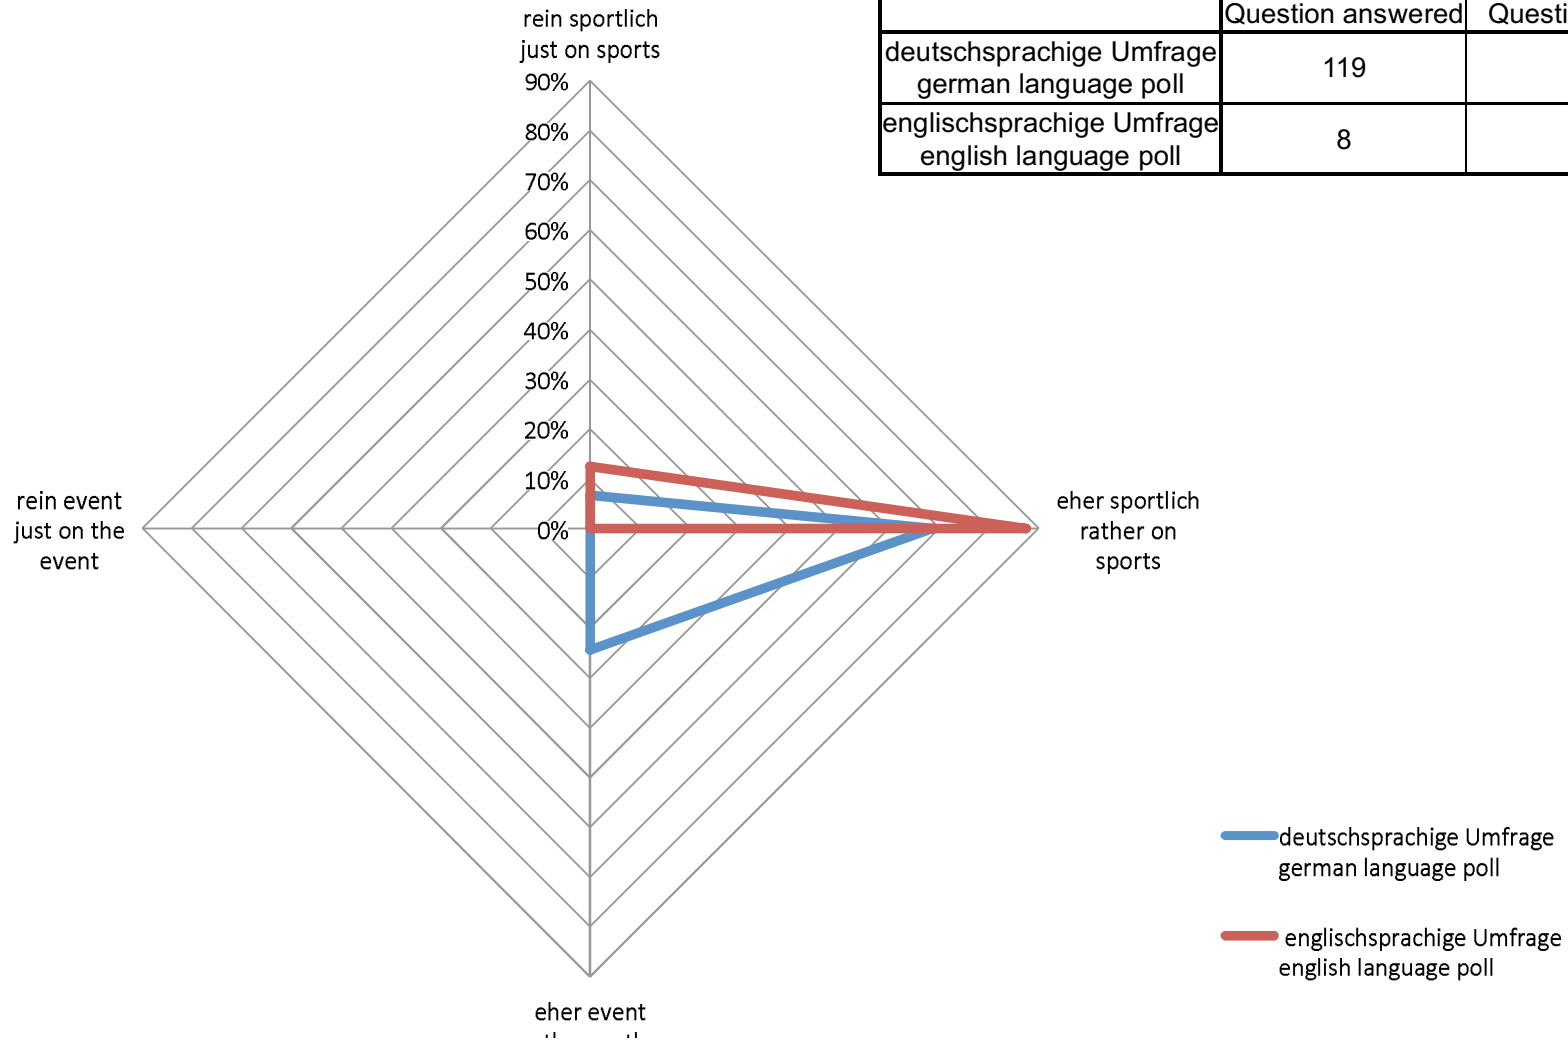 rein sportlich
just on sports
Question answered
deutschsprachige Umfrage
german language poll
119
englischsprachige Umfrage
english language poll
8
90%
80%
70%
60%
50%
40%
30%
20%
10%
0%
rein event
just on the
event
eher sportlich
rather on
sports
deutschsprachige Umfrage
german language poll
englischsprachige Umfrage
english language poll
eher event